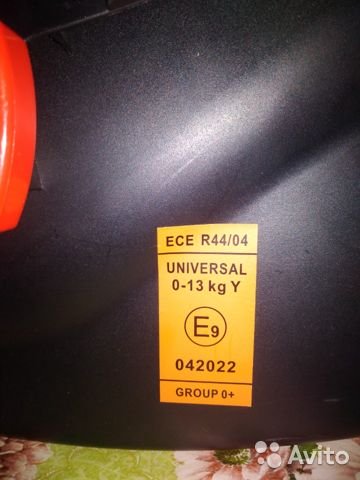 ECE R44/04
UNIVERSAL
0-13 kg Y
E9
042022
GROUP 0+
Avito